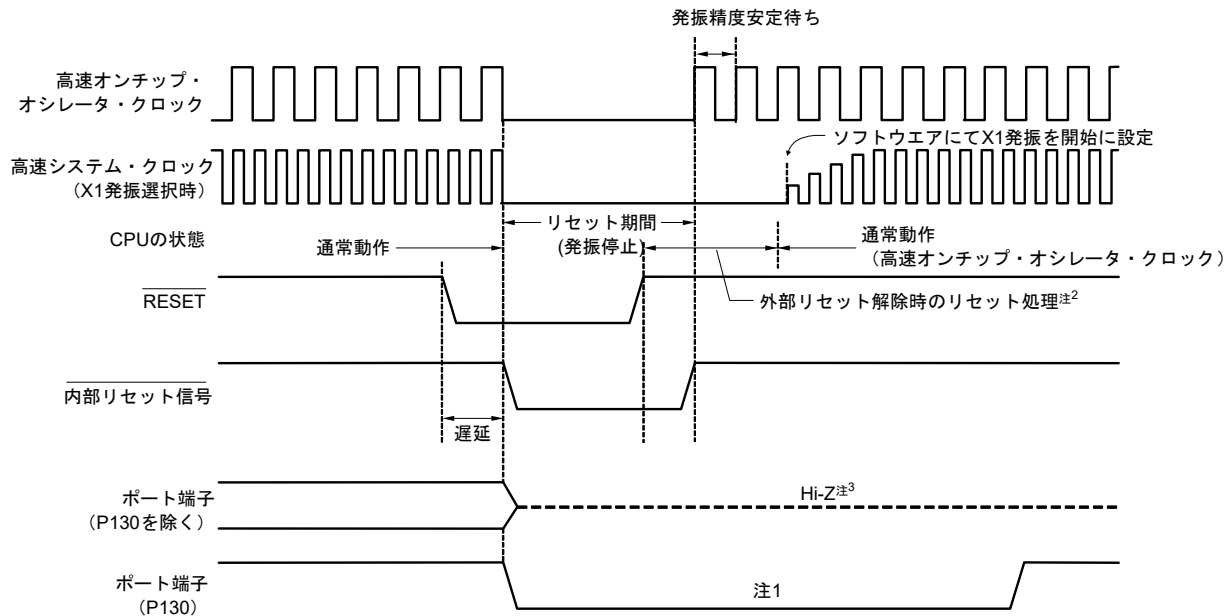 発振精度安定待ち
高速オンチップ・
オシレータ・クロック
ソフトウエアにてX1発振を開始に設定
高速システム・クロック
（X1発振選択時）
リセット期間
(発振停止)
CPUの状態
通常動作
通常動作
（高速オンチップ・オシレータ・クロック）
RESET
外部リセット解除時のリセット処理注2
内部リセット信号
遅延
ポート端子
（P130を除く）
Hi-Z注3
ポート端子
（P130）
注1